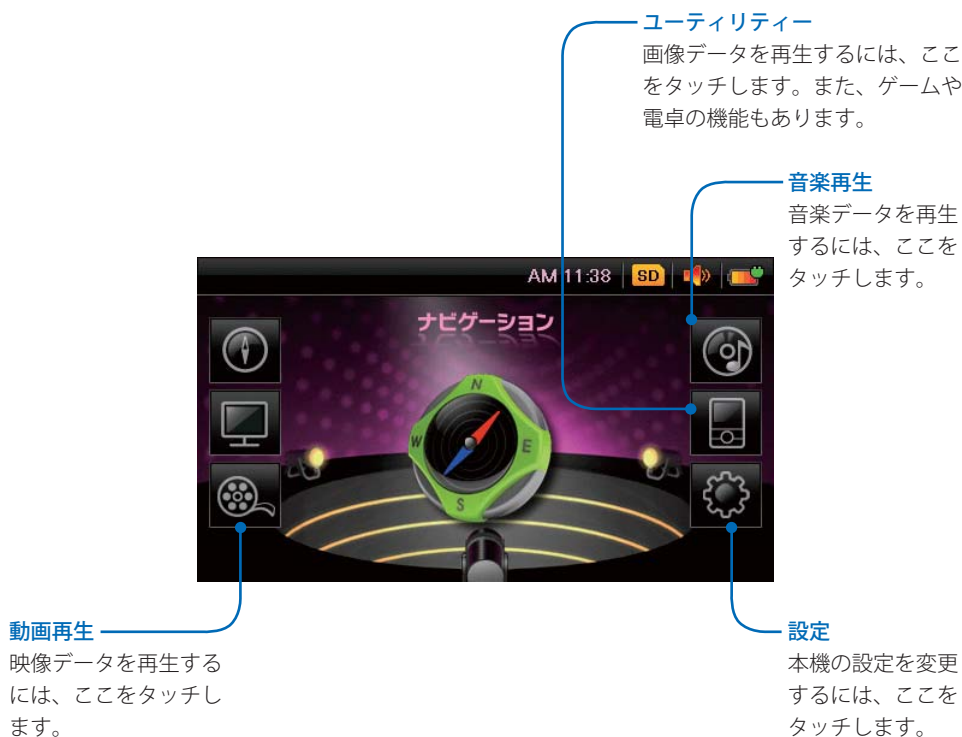 ユーティリティー
画像データを再生するには、ここ
をタッチします。また、ゲームや
電卓の機能もあります。
音楽再生
音楽データを再生
するには、ここを
タッチします。
AM 11:38 SD
ナビゲーション
N
W
E
S
動画再生
映像データを再生する
には、ここをタッチし
ます。
設定
本機の設定を変更
するには、ここを
タッチします。